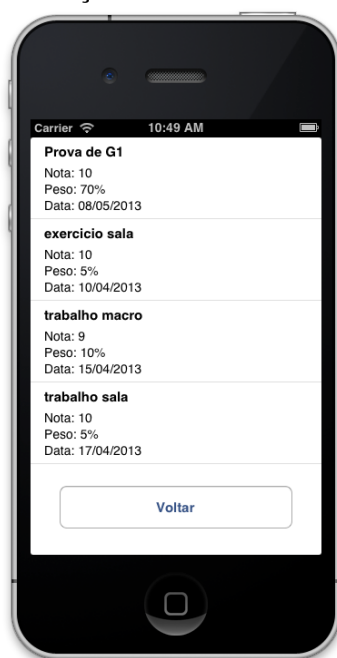 Carrier 10:49 AM
Prova de G1
Nota: 10
Peso: 70%
Data: 08/05/2013
exercicio sala
Nota: 10
Peso: 5%
Data: 10/04/2013
trabalho macro
Nota: 9
Peso: 10%
Data: 15/04/2013
trabalho sala
Nota: 10
Peso: 5%
Data: 17/04/2013
Voltar